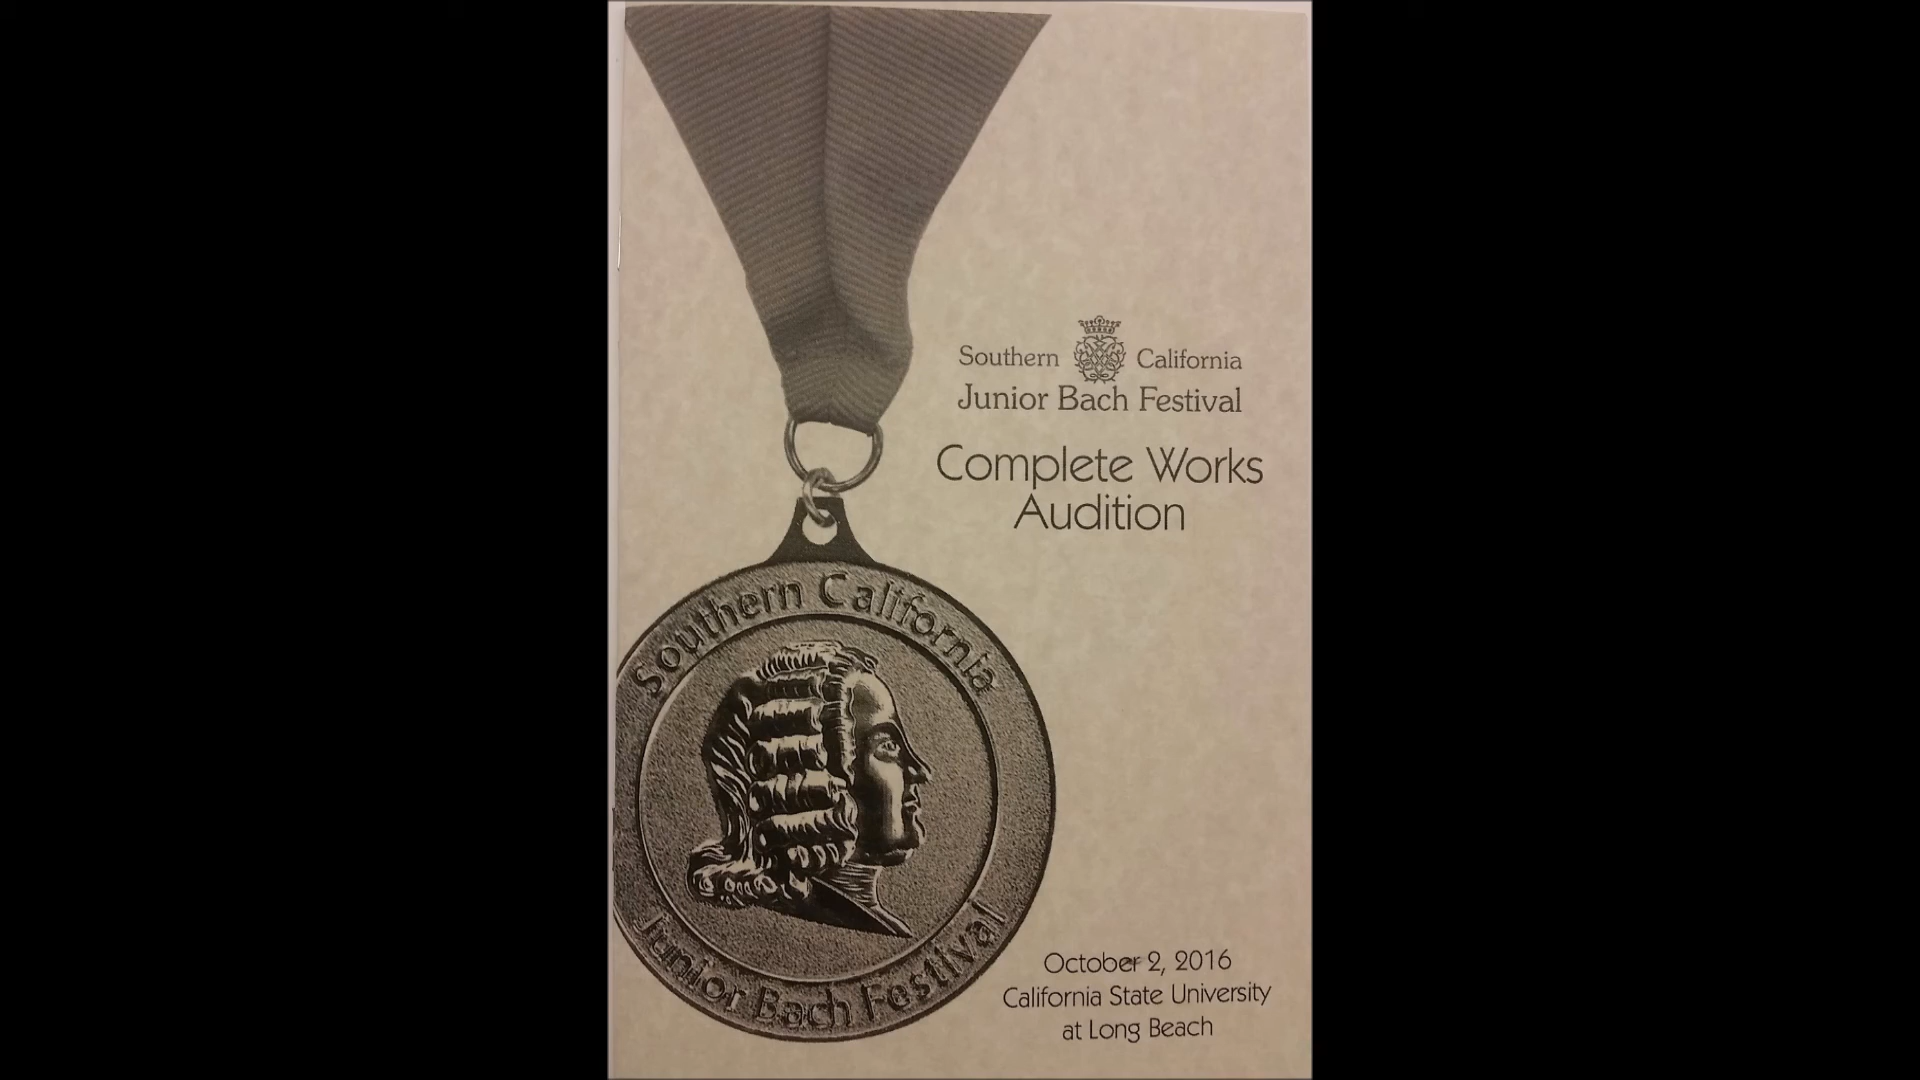 Southern California
Junior Bach Festival
Complete Works
Audition
Southern California
Junior Bach Festival
October 2, 2016
California State University
at Long Beach